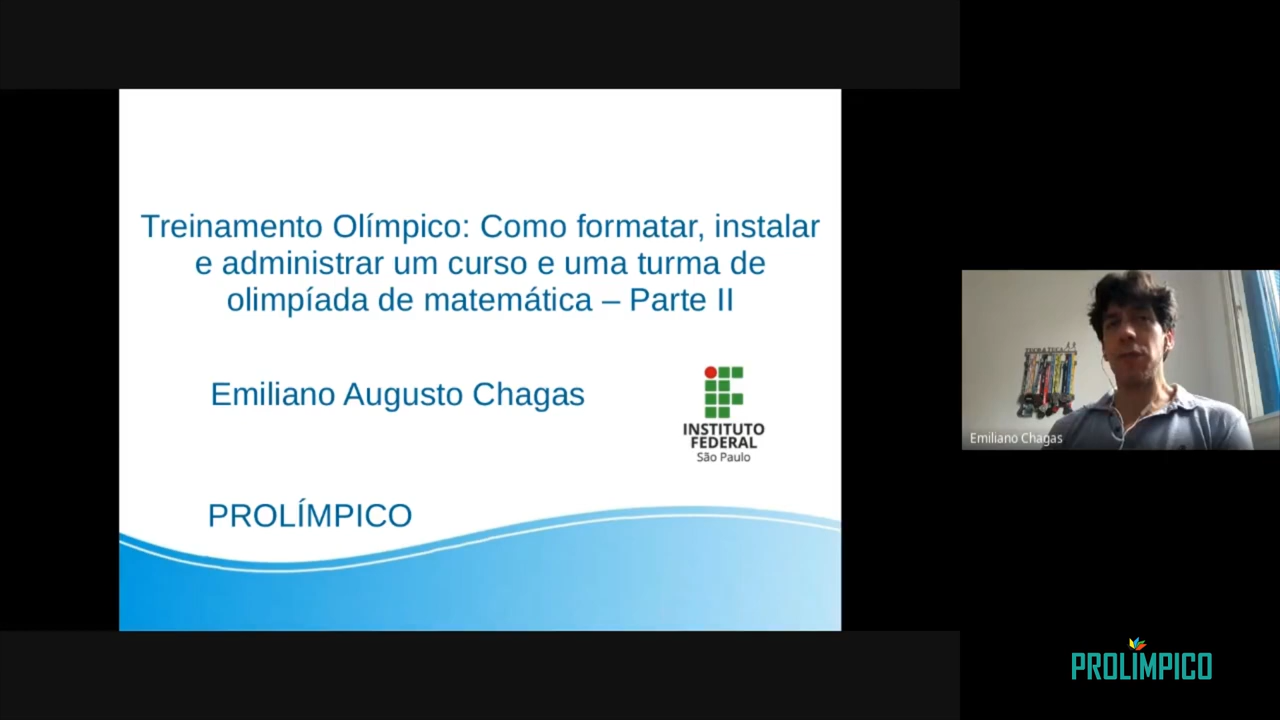 Treinamento Olímpico: Como formatar, instalar
e administrar um curso e uma turma de
olimpíada de matemática – Parte II
Emiliano Augusto Chagas
INSTITUTO
FEDERAL
São Paulo
PROLÍMPICO
Emiliano Chagas
PROLÍMPICO